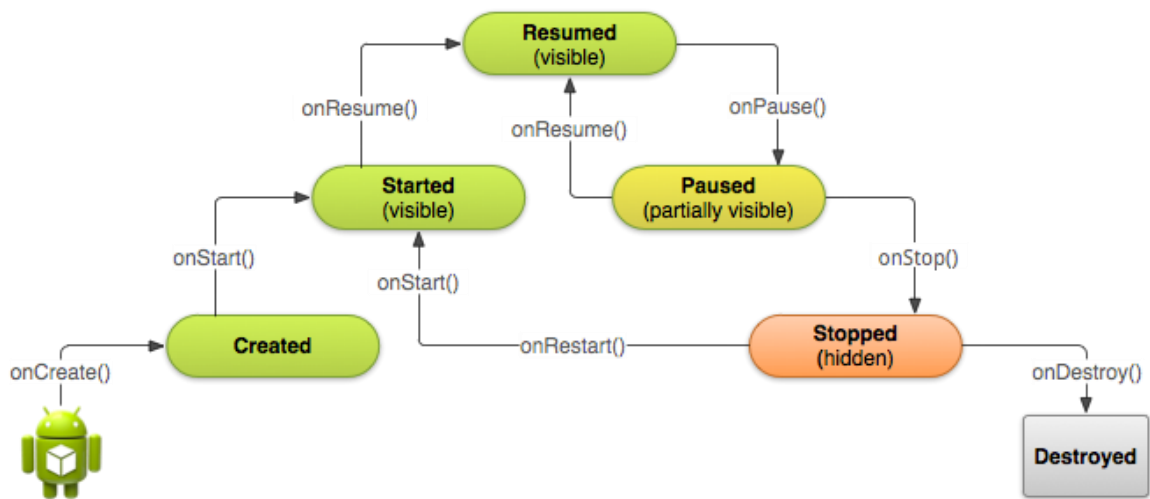 Resumed
(visible)
onResume()
onResume()
onPause()
Started
(visible)
Paused
(partially visible)
onStart()
onStart()
onStop()
Created
onRestart()
Stopped
(hidden)
onCreate()
onDestroy()
Destroyed